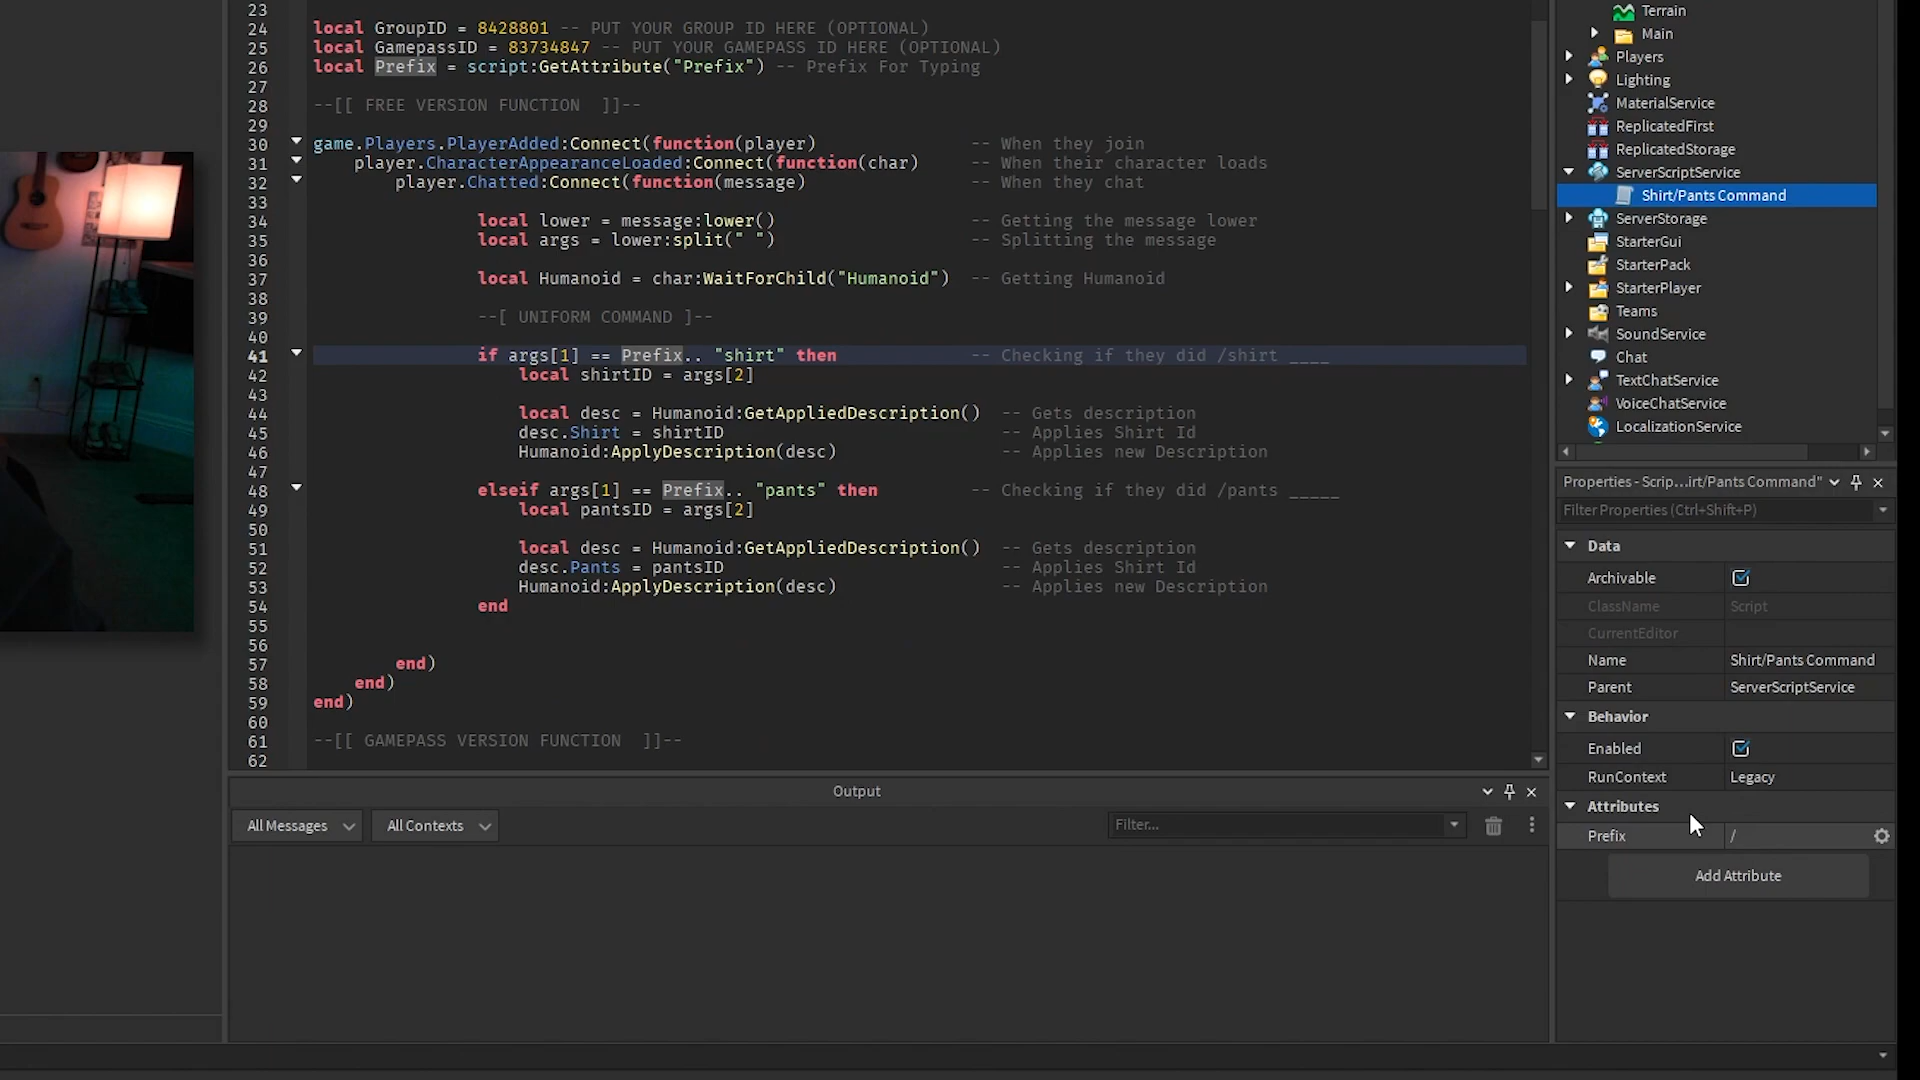 23
24 local GroupID = 8428801 -- PUT YOUR GROUP ID HERE (OPTIONAL)
25 local GamepassID = 83734847 -- PUT YOUR GAMEPASS ID HERE (OPTIONAL)
26 local Prefix = script:GetAttribute("Prefix") -- Prefix For Typing
27
28 --[[ FREE VERSION FUNCTION ]]--
29
30 game.Players.PlayerAdded:Connect(function(player) -- When they join
31 player.CharacterAppearanceLoaded:Connect(function(char) -- When their character loads
32 player.Chatted:Connect(function(message) -- When they chat
33
34 local lower = message:lower() -- Getting the message lower
35 local args = lower:split(" ") -- Splitting the message
36
37 local Humanoid = char:WaitForChild("Humanoid") -- Getting Humanoid
38
39 --[ UNIFORM COMMAND ]--
40
41 if args[1] == Prefix.. "shirt" then -- Checking if they did /shirt ____
42 local shirtID = args[2]
43
44 local desc = Humanoid:GetAppliedDescription() -- Gets description
45 desc.Shirt = shirtID -- Applies Shirt Id
46 Humanoid:ApplyDescription(desc) -- Applies new Description
47
48 elseif args[1] == Prefix.. "pants" then -- Checking if they did /pants _____
49 local pantsID = args[2]
50
51 local desc = Humanoid:GetAppliedDescription() -- Gets description
52 desc.Pants = pantsID -- Applies Shirt Id
53 Humanoid:ApplyDescription(desc) -- Applies new Description
54 end
55
56
57 end)
58 end)
59 end)
60
61 --[[ GAMEPASS VERSION FUNCTION ]]--
62
Output
All Messages
All Contexts
Filter...
Terrain
Main
Players
Lighting
MaterialService
ReplicatedFirst
ReplicatedStorage
ServerScriptService
Shirt/Pants Command
ServerStorage
StarterGui
StarterPack
StarterPlayer
Teams
SoundService
Chat
TextChatService
VoiceChatService
LocalizationService
Properties - Scrip...irt/Pants Command"
Filter Properties (Ctrl+Shift+P)
Data
Archivable
ClassName Script
CurrentEditor
Name Shirt/Pants Command
Parent ServerScriptService
Behavior
Enabled
RunContext Legacy
Attributes
Prefix /
Add Attribute